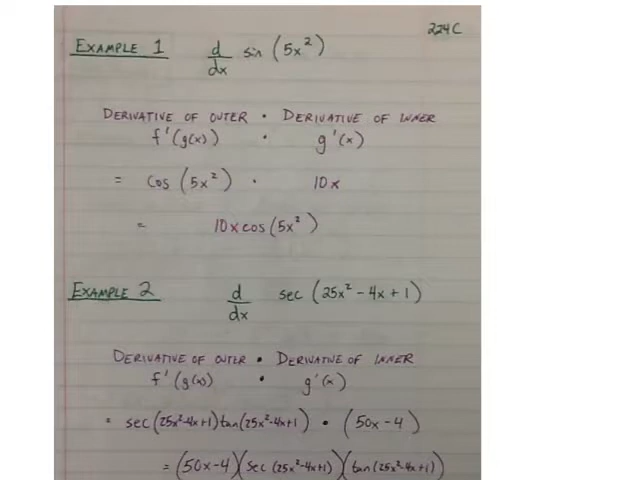 224C
EXAMPLE 1 d/dx sin (5x²)
DERIVATIVE OF OUTER • DERIVATIVE OF INNER
f'(g(x)) • g'(x)
= cos (5x²) • 10x
= 10x cos (5x²)
EXAMPLE 2 d/dx sec (25x² - 4x + 1)
DERIVATIVE OF OUTER • DERIVATIVE OF INNER
f'(g(x) • g'(x)
= sec(25x²-4x+1)tan(25x²-4x+1) • (50x-4)
= (50x-4)(sec(25x²-4x+1))(tan(25x²-4x+1))